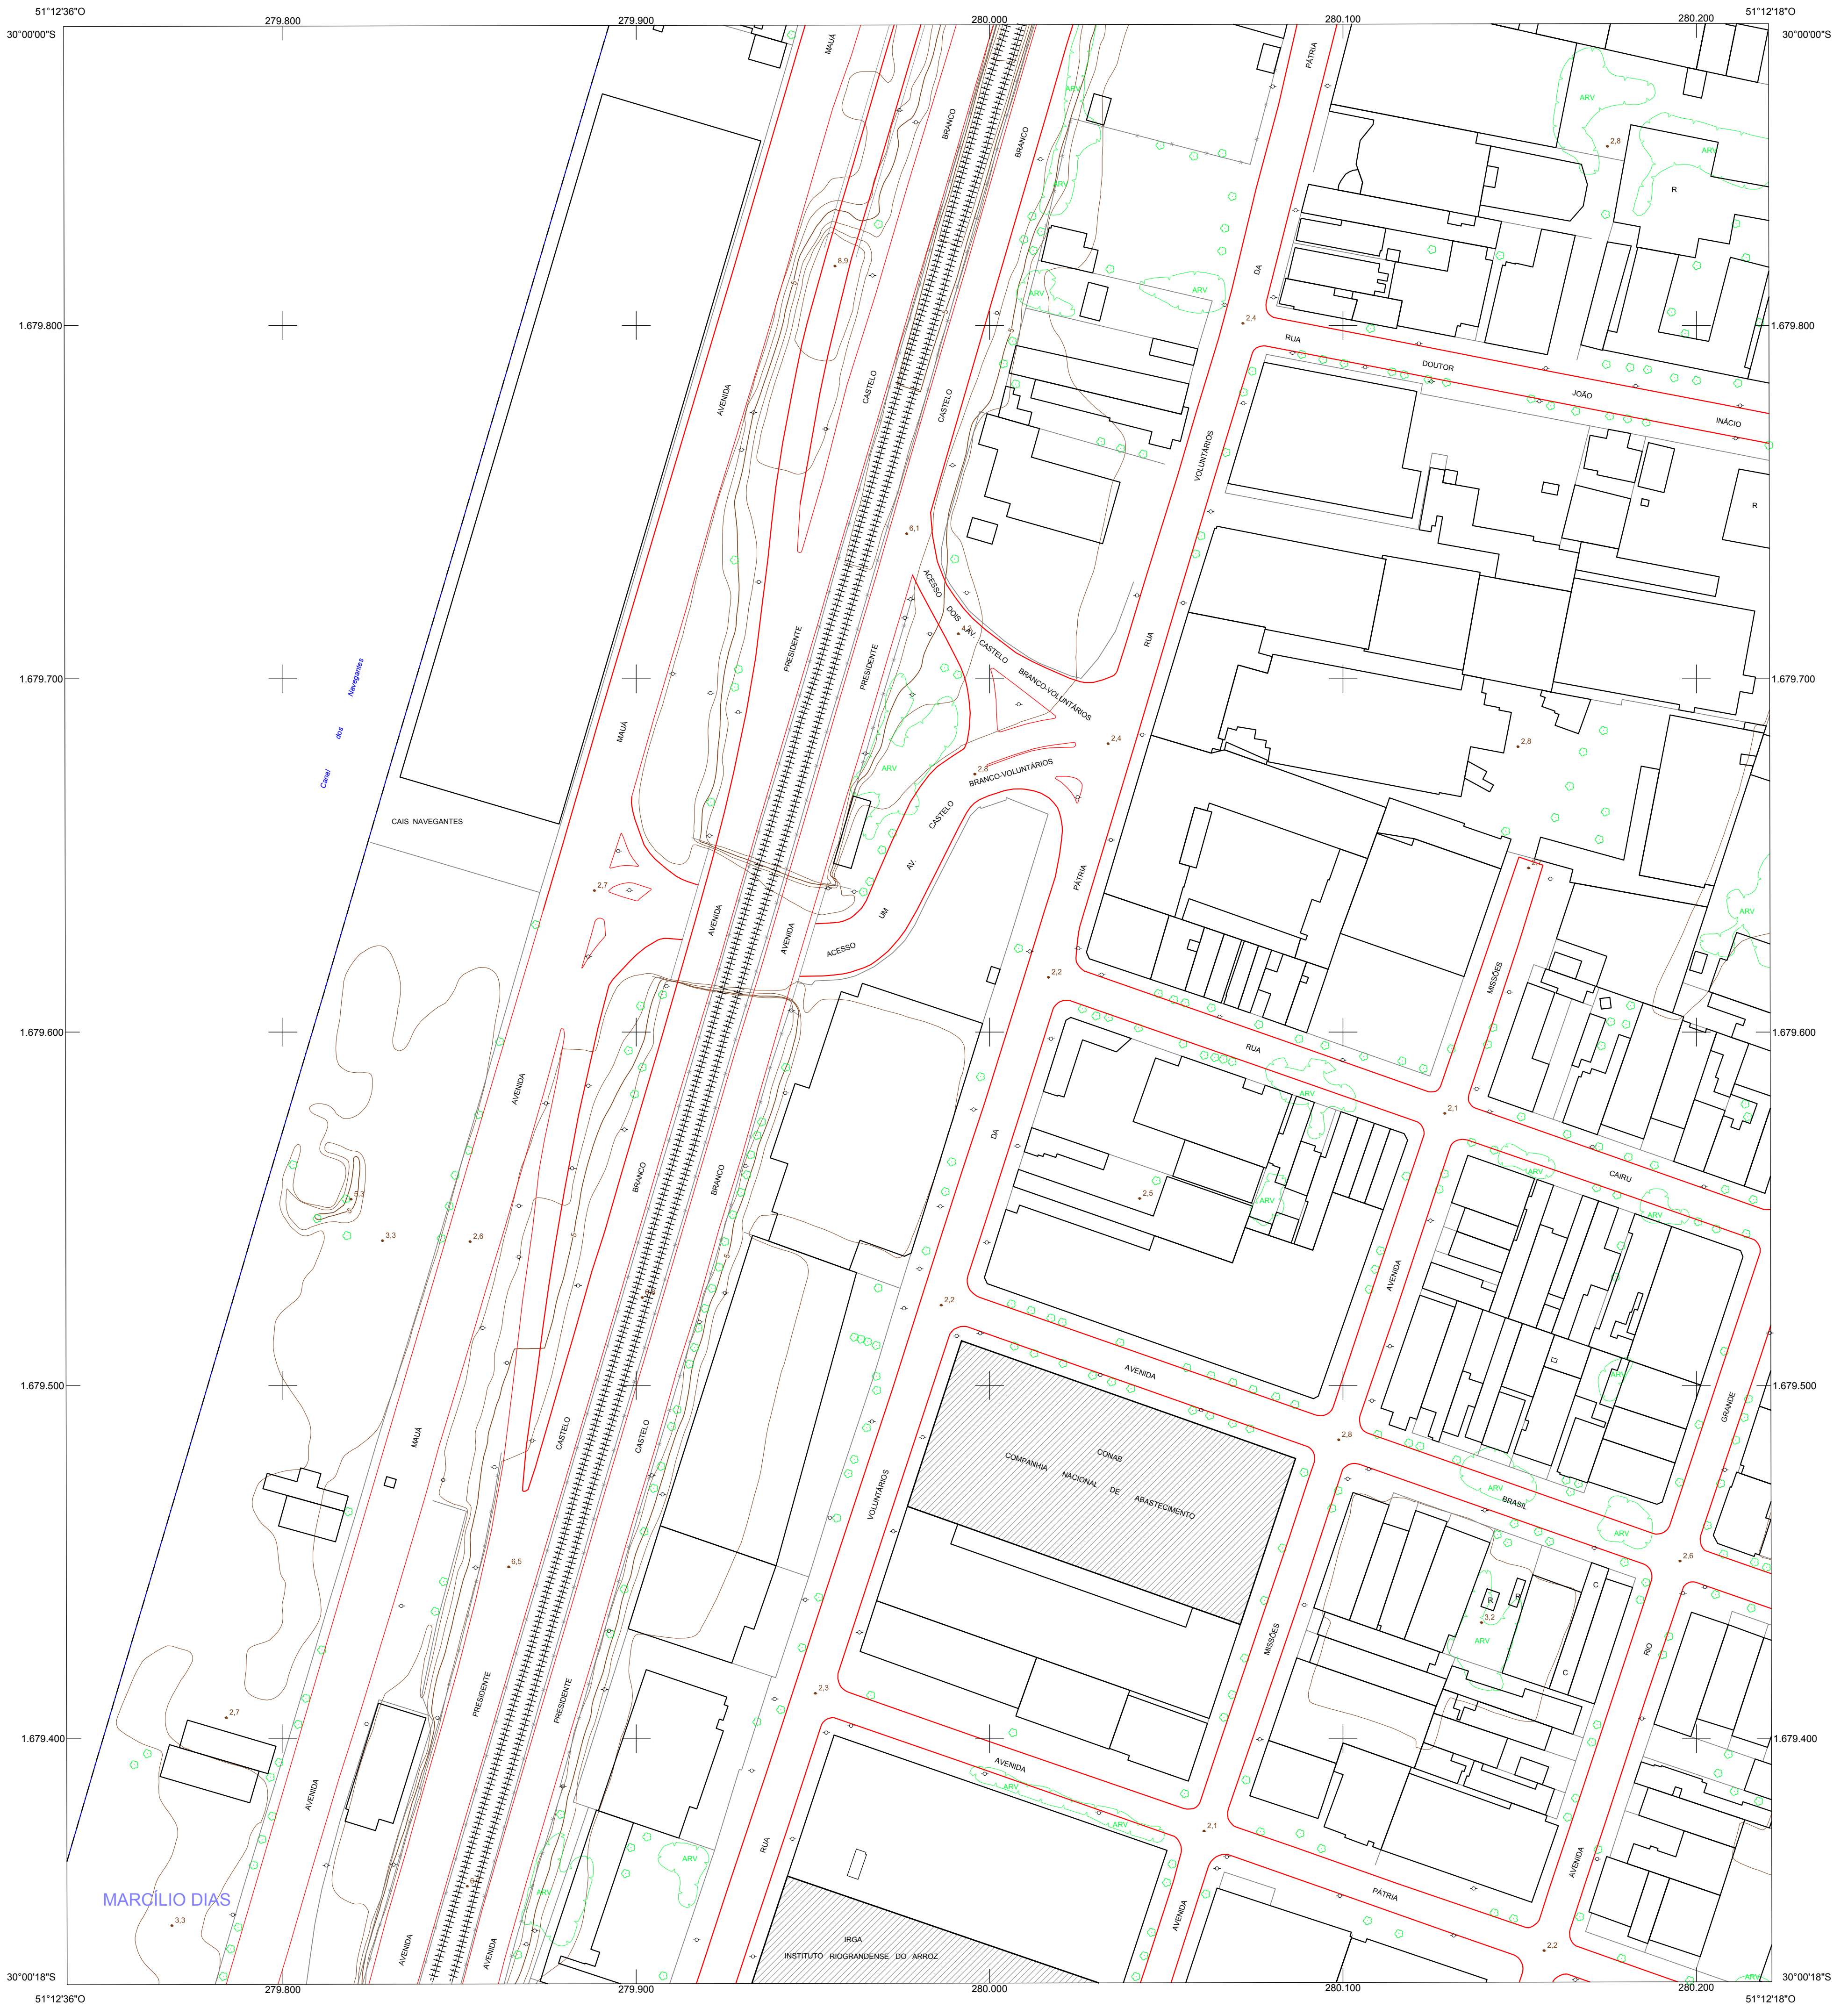 51°12'36"O
279.800
279.900
280.000
280.100
280.200
51°12'18"O
30°00'00"S
30°00'00"S
MAUÁ
BRANCO
BRANCO
PÁTRIA
ARV
ARV
2,8
ARV
ARV
R
8,9
5
5
5
DA
ARV
ARV
1.679.800
2,4
1.679.800
RUA
DOUTOR
JOÃO
INÁCIO
AVENIDA
CASTELO
CASTELO
VOLUNTÁRIOS
R
6,1
ACESSO DOIS AV. CASTELO BRANCO-VOLUNTÁRIOS
RUA
PRESIDENTE
PRESIDENTE
1.679.700
1.679.700
Canal dos Navegantes
MAUÁ
2,4
2,8
2,8
ARV
ACESSO UM AV. CASTELO BRANCO-VOLUNTÁRIOS
CAIS NAVEGANTES
2,7
PÁTRIA
AVENIDA
AVENIDA
ARV
2,2
MISSÕES
1.679.600
1.679.600
AVENIDA
RUA
ARV
2,1
DA
BRANCO
BRANCO
ARV
CAIRU
5,3
5
2,5
ARV
ARV
3,3
2,6
5
5
AVENIDA
2,2
AVENIDA
ARV
1.679.500
1.679.500
MAUÁ
CASTELO
CASTELO
GRANDE
2,8
CONAB
COMPANHIA NACIONAL DE ABASTECIMENTO
VOLUNTÁRIOS
ARV
BRASIL
ARV
6,5
2,6
C
R
R
3,2
ARV
MISSÕES
RIO
C
PRESIDENTE
PRESIDENTE
2,3
2,7
1.679.400
1.679.400
AVENIDA
AVENIDA
ARV
ARV
2,1
RUA
ARV
AVENIDA
ARV
PÁTRIA
MARCÍLIO DIAS
3,3
AVENIDA
AVENIDA
AVENIDA
IRGA
INSTITUTO RIOGRANDENSE DO ARROZ
2,2
ARV
30°00'18"S
30°00'18"S
51°12'36"O
279.800
279.900
280.000
280.100
280.200
51°12'18"O